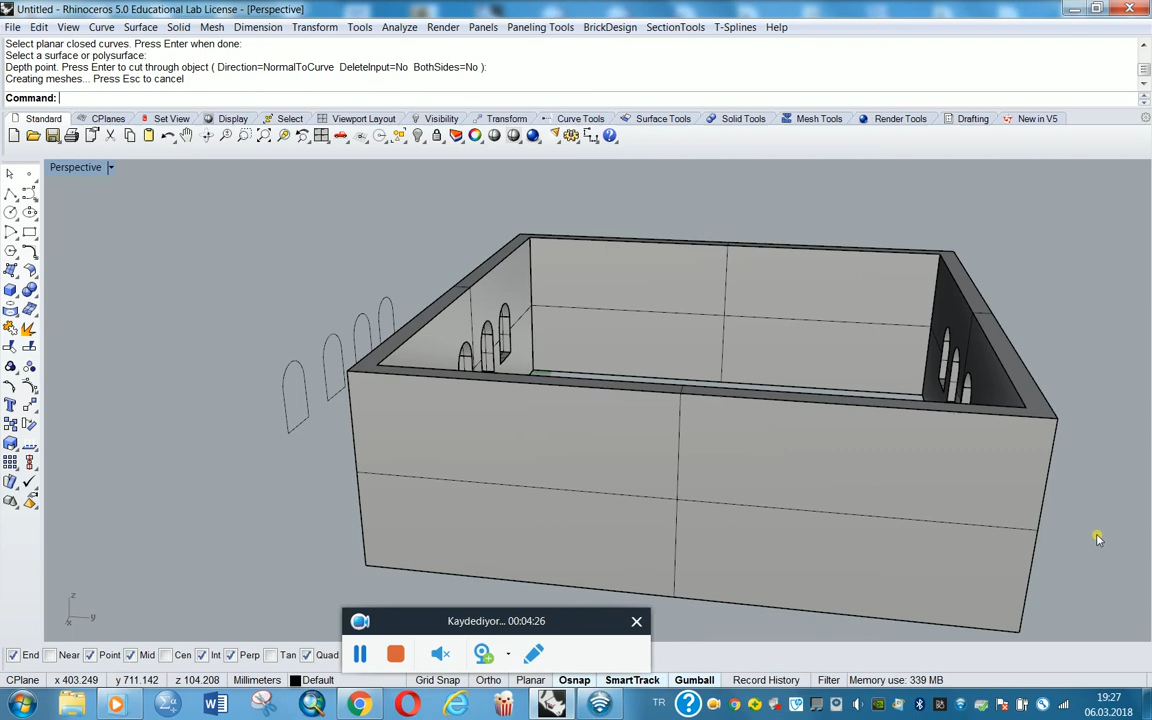 Untitled - Rhinoceros 5.0 Educational Lab License - [Perspective]
File Edit View Curve Surface Solid Mesh Dimension Transform Tools Analyze Render Panels Paneling Tools BrickDesign SectionTools T-Splines Help
Select planar closed curves. Press Enter when done:
Select a surface or polysurface:
Depth point. Press Enter to cut through object ( Direction=NormalToCurve DeleteInput=No BothSides=No ):
Creating meshes... Press Esc to cancel
Command:
Standard CPlanes Set View Display Select Viewport Layout Visibility Transform Curve Tools Surface Tools Solid Tools Mesh Tools Render Tools Drafting New in V5
Perspective
z
y
x
Kaydediyor... 00:04:26
End Near Point Mid Cen Int Perp Tan Quad
CPlane x 403.249 y 711.142 z 104.208 Millimeters Default Grid Snap Ortho Planar Osnap SmartTrack Gumball Record History Filter Memory use: 339 MB
TR
19:27
06.03.2018